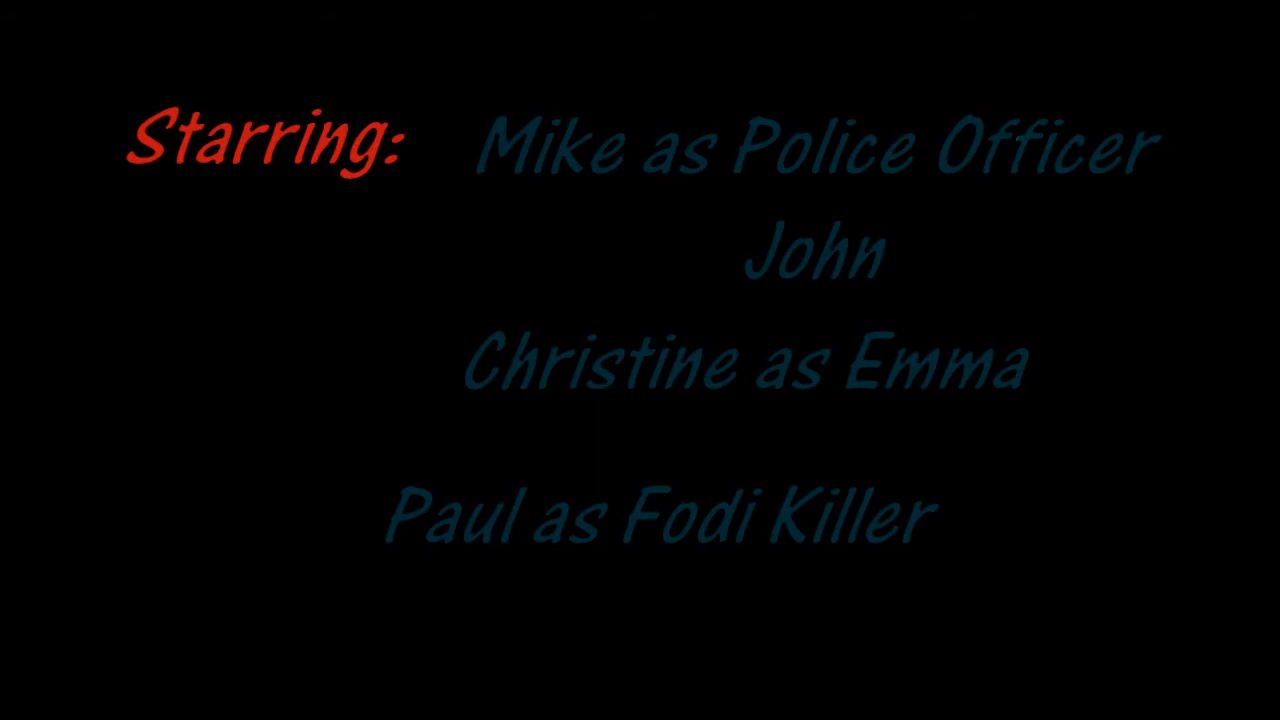 Starring: Mike as Police Officer
John
Christine as Emma
Paul as Fodi Killer